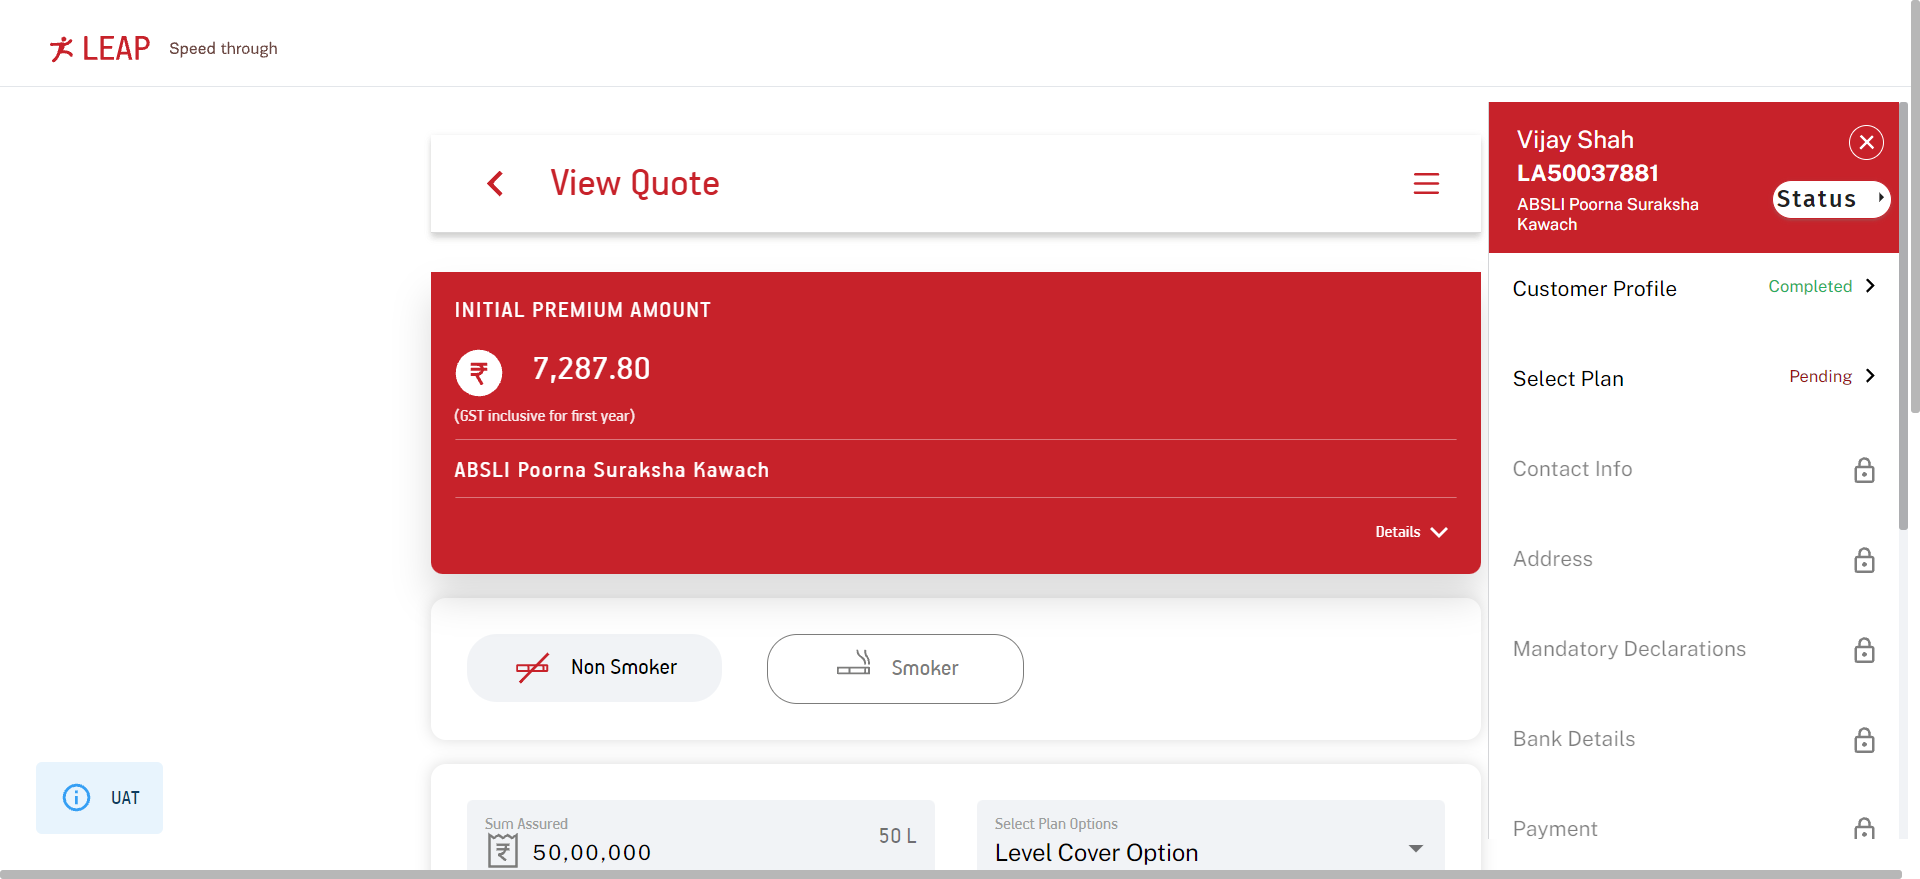 LEAP Speed through
View Quote
INITIAL PREMIUM AMOUNT
₹ 7,287.80
(GST inclusive for first year)
ABSLI Poorna Suraksha Kawach
Details
Non Smoker
Smoker
Sum Assured
₹ 50,00,000
50 L
Select Plan Options
Level Cover Option
UAT
Vijay Shah
LA50037881
ABSLI Poorna Suraksha
Kawach
Status
Customer Profile Completed
Select Plan Pending
Contact Info
Address
Mandatory Declarations
Bank Details
Payment